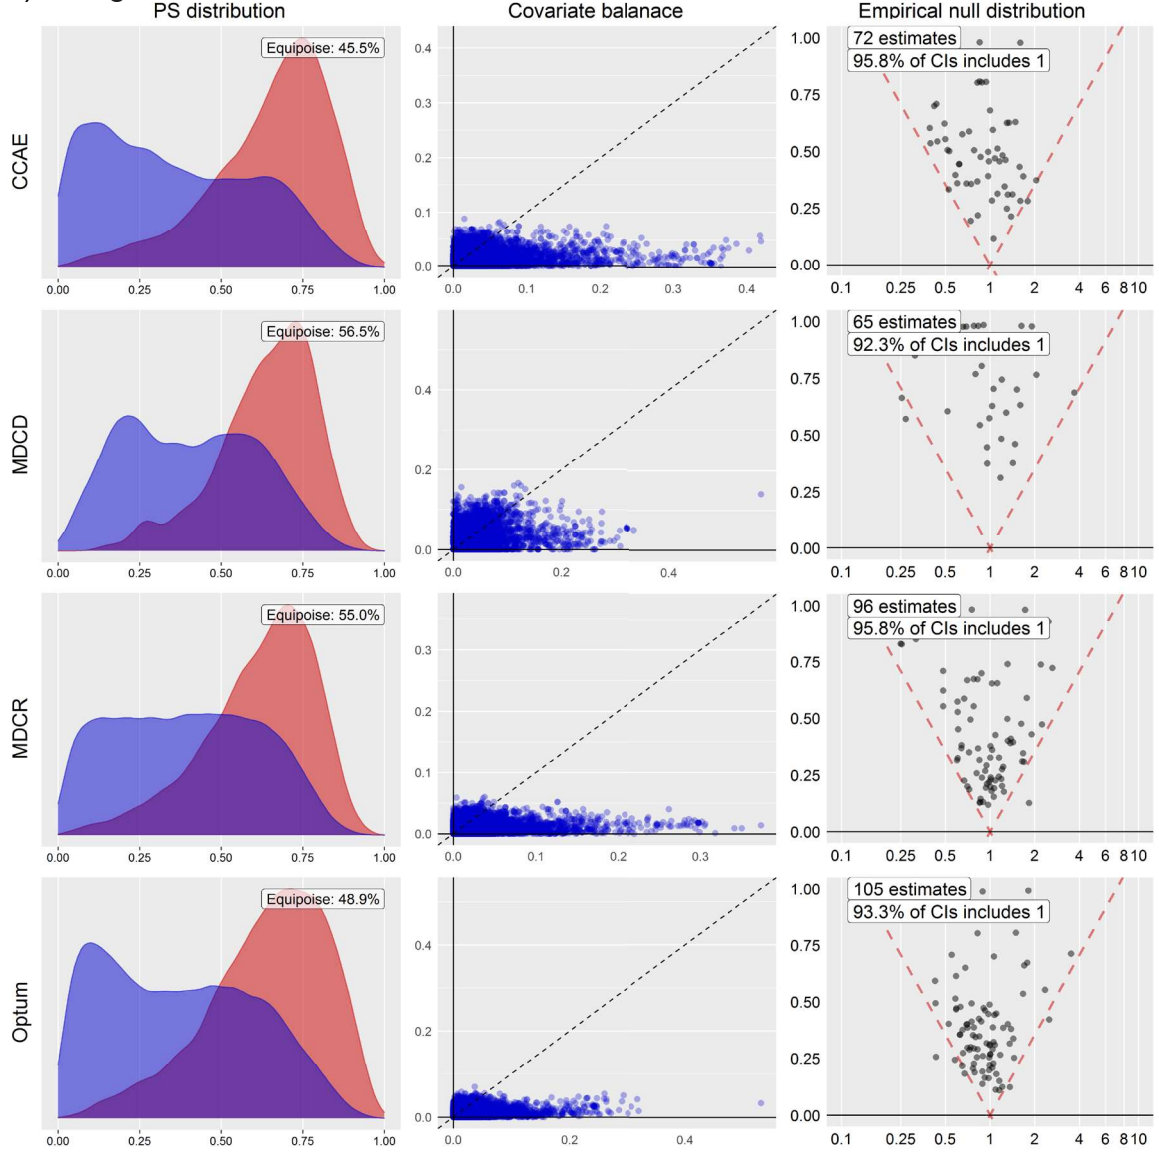 PS distribution
Covariate balanace
Empirical null distribution
CCAE
Equipoise: 45.5%
0.00 0.25 0.50 0.75 1.00
0.4
0.3
0.2
0.1
0.0
0.0 0.1 0.2 0.3 0.4
72 estimates
95.8% of CIs includes 1
1.00
0.75
0.50
0.25
0.00
0.1 0.25 0.5 1 2 4 6 8 10
MDCD
Equipoise: 56.5%
0.00 0.25 0.50 0.75 1.00
0.4
0.2
0.0
0.0 0.2 0.4
65 estimates
92.3% of CIs includes 1
1.00
0.75
0.50
0.25
0.00
0.1 0.25 0.5 1 2 4 6 8 10
MDCR
Equipoise: 55.0%
0.00 0.25 0.50 0.75 1.00
0.3
0.2
0.1
0.0
0.0 0.1 0.2 0.3
96 estimates
95.8% of CIs includes 1
1.00
0.75
0.50
0.25
0.00
0.1 0.25 0.5 1 2 4 6 8 10
Optum
Equipoise: 48.9%
0.00 0.25 0.50 0.75 1.00
0.4
0.2
0.0
0.0 0.2 0.4
105 estimates
93.3% of CIs includes 1
1.00
0.75
0.50
0.25
0.00
0.1 0.25 0.5 1 2 4 6 8 10